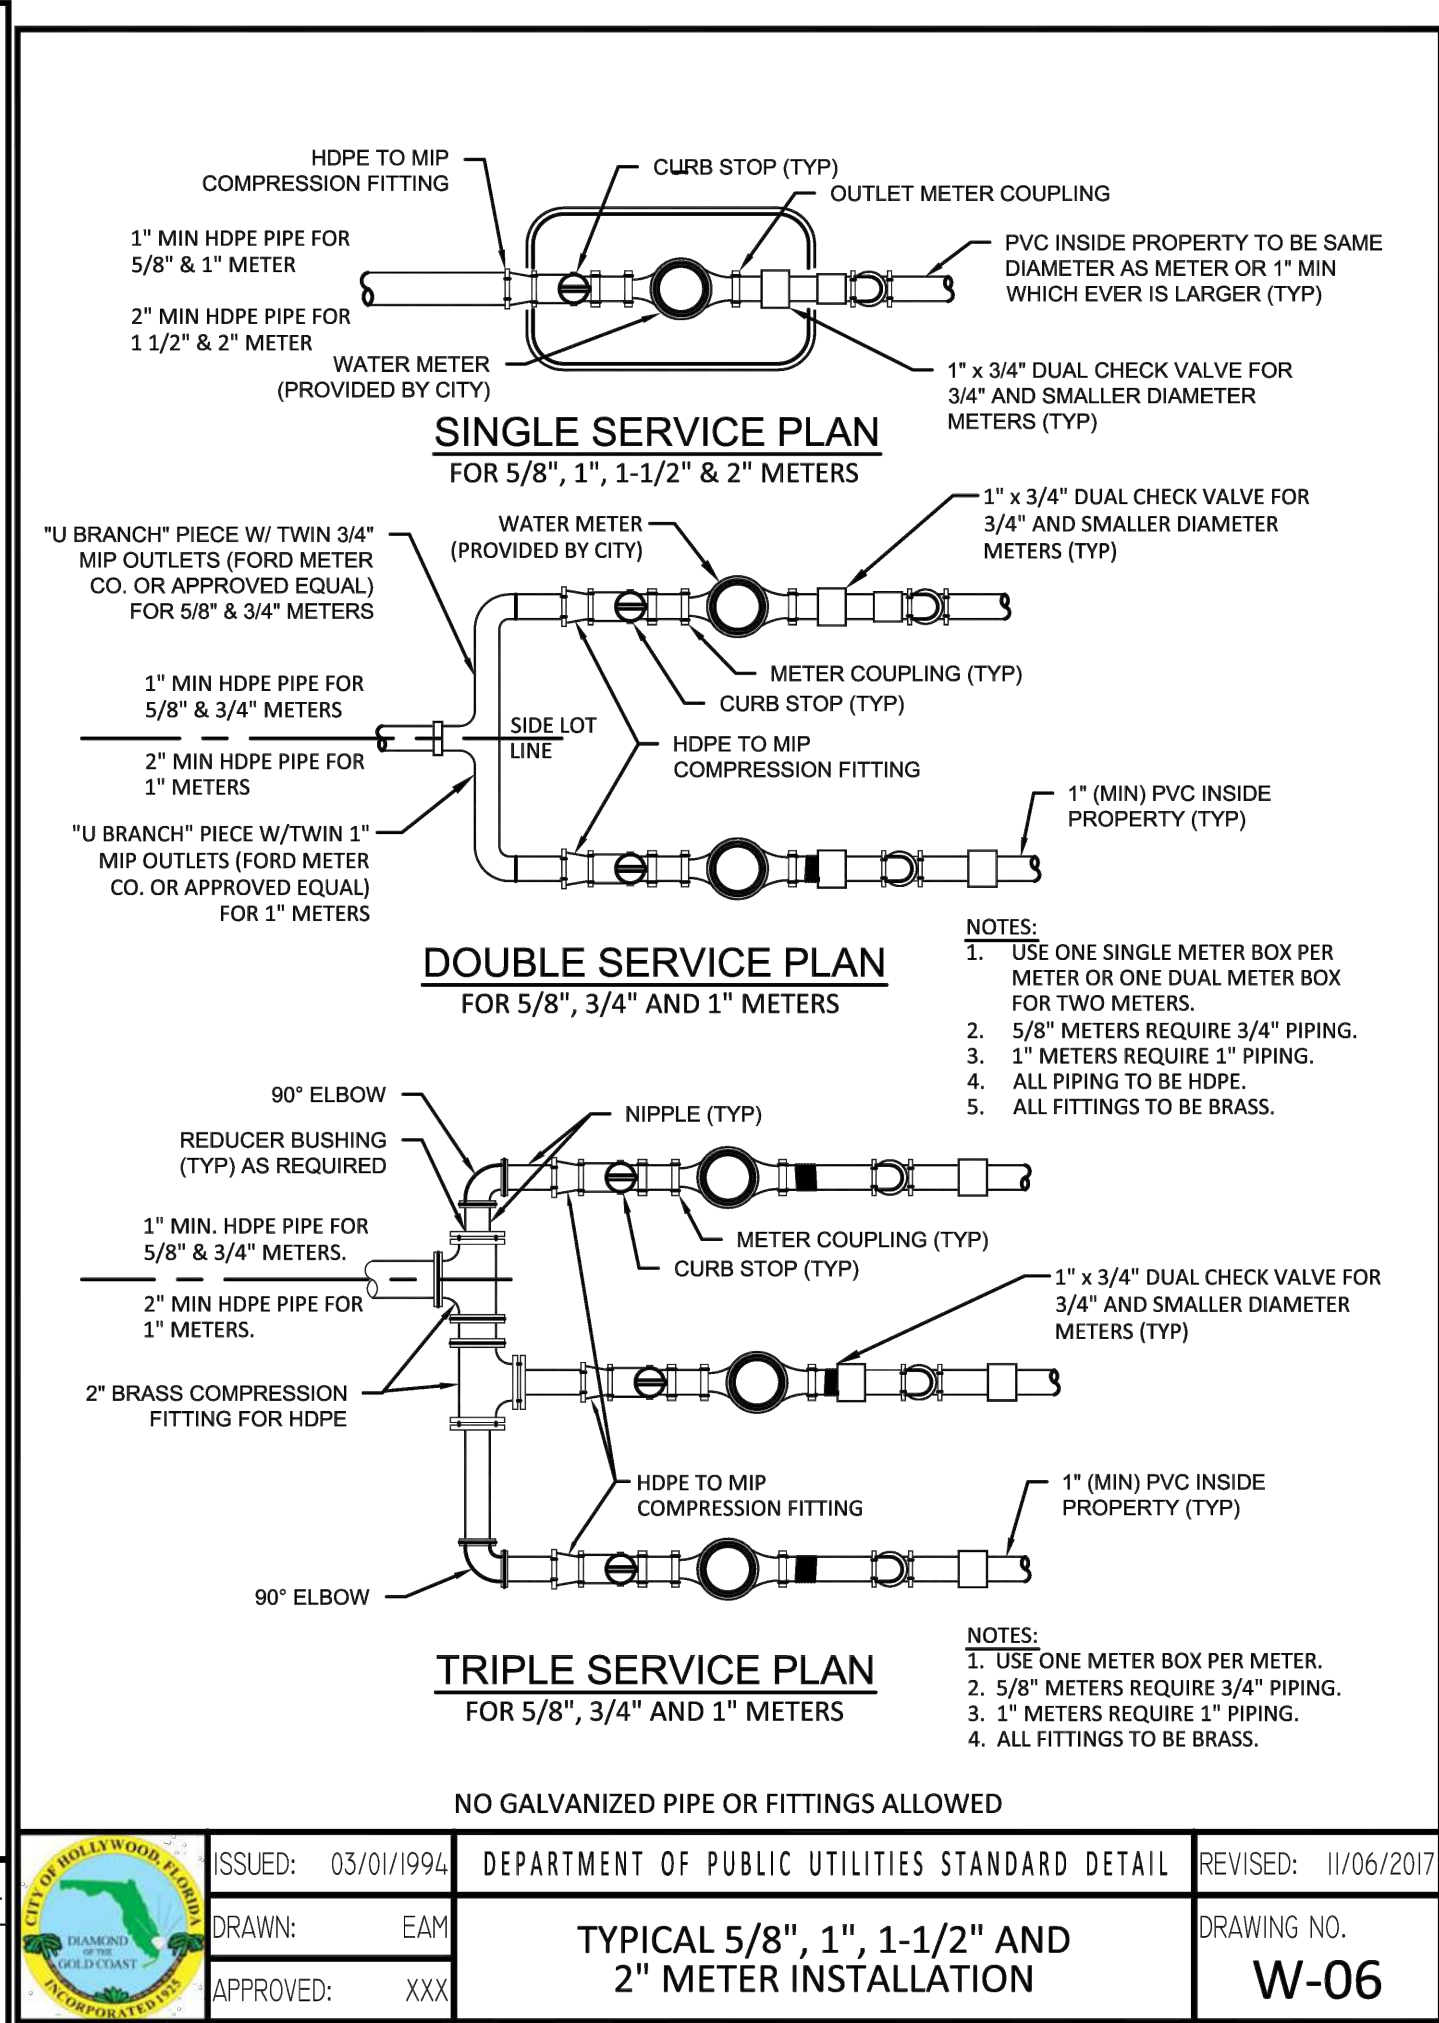 HDPE TO MIP
COMPRESSION FITTING
CURB STOP (TYP)
OUTLET METER COUPLING
1" MIN HDPE PIPE FOR
5/8" & 1" METER
PVC INSIDE PROPERTY TO BE SAME
DIAMETER AS METER OR 1" MIN
WHICH EVER IS LARGER (TYP)
2" MIN HDPE PIPE FOR
1 1/2" & 2" METER
WATER METER
(PROVIDED BY CITY)
1" x 3/4" DUAL CHECK VALVE FOR
3/4" AND SMALLER DIAMETER
METERS (TYP)
SINGLE SERVICE PLAN
FOR 5/8", 1", 1-1/2" & 2" METERS
"U BRANCH" PIECE W/ TWIN 3/4"
MIP OUTLETS (FORD METER
CO. OR APPROVED EQUAL)
FOR 5/8" & 3/4" METERS
WATER METER
(PROVIDED BY CITY)
1" x 3/4" DUAL CHECK VALVE FOR
3/4" AND SMALLER DIAMETER
METERS (TYP)
METER COUPLING (TYP)
CURB STOP (TYP)
1" MIN HDPE PIPE FOR
5/8" & 3/4" METERS
SIDE LOT
LINE
2" MIN HDPE PIPE FOR
1" METERS
HDPE TO MIP
COMPRESSION FITTING
1" (MIN) PVC INSIDE
PROPERTY (TYP)
"U BRANCH" PIECE W/TWIN 1"
MIP OUTLETS (FORD METER
CO. OR APPROVED EQUAL)
FOR 1" METERS
DOUBLE SERVICE PLAN
FOR 5/8", 3/4" AND 1" METERS
NOTES:
1. USE ONE SINGLE METER BOX PER
METER OR ONE DUAL METER BOX
FOR TWO METERS.
2. 5/8" METERS REQUIRE 3/4" PIPING.
3. 1" METERS REQUIRE 1" PIPING.
4. ALL PIPING TO BE HDPE.
5. ALL FITTINGS TO BE BRASS.
90° ELBOW
NIPPLE (TYP)
REDUCER BUSHING
(TYP) AS REQUIRED
1" MIN. HDPE PIPE FOR
5/8" & 3/4" METERS.
METER COUPLING (TYP)
CURB STOP (TYP)
2" MIN HDPE PIPE FOR
1" METERS.
1" x 3/4" DUAL CHECK VALVE FOR
3/4" AND SMALLER DIAMETER
METERS (TYP)
2" BRASS COMPRESSION
FITTING FOR HDPE
HDPE TO MIP
COMPRESSION FITTING
1" (MIN) PVC INSIDE
PROPERTY (TYP)
90° ELBOW
TRIPLE SERVICE PLAN
FOR 5/8", 3/4" AND 1" METERS
NOTES:
1. USE ONE METER BOX PER METER.
2. 5/8" METERS REQUIRE 3/4" PIPING.
3. 1" METERS REQUIRE 1" PIPING.
4. ALL FITTINGS TO BE BRASS.
NO GALVANIZED PIPE OR FITTINGS ALLOWED
CITY OF HOLLYWOOD, FLORIDA
DIAMOND
OF THE
GOLD COAST
INCORPORATED 1925
ISSUED: 03/01/1994
DRAWN: EAM
APPROVED: XXX
DEPARTMENT OF PUBLIC UTILITIES STANDARD DETAIL
TYPICAL 5/8", 1", 1-1/2" AND
2" METER INSTALLATION
REVISED: 11/06/2017
DRAWING NO.
W-06